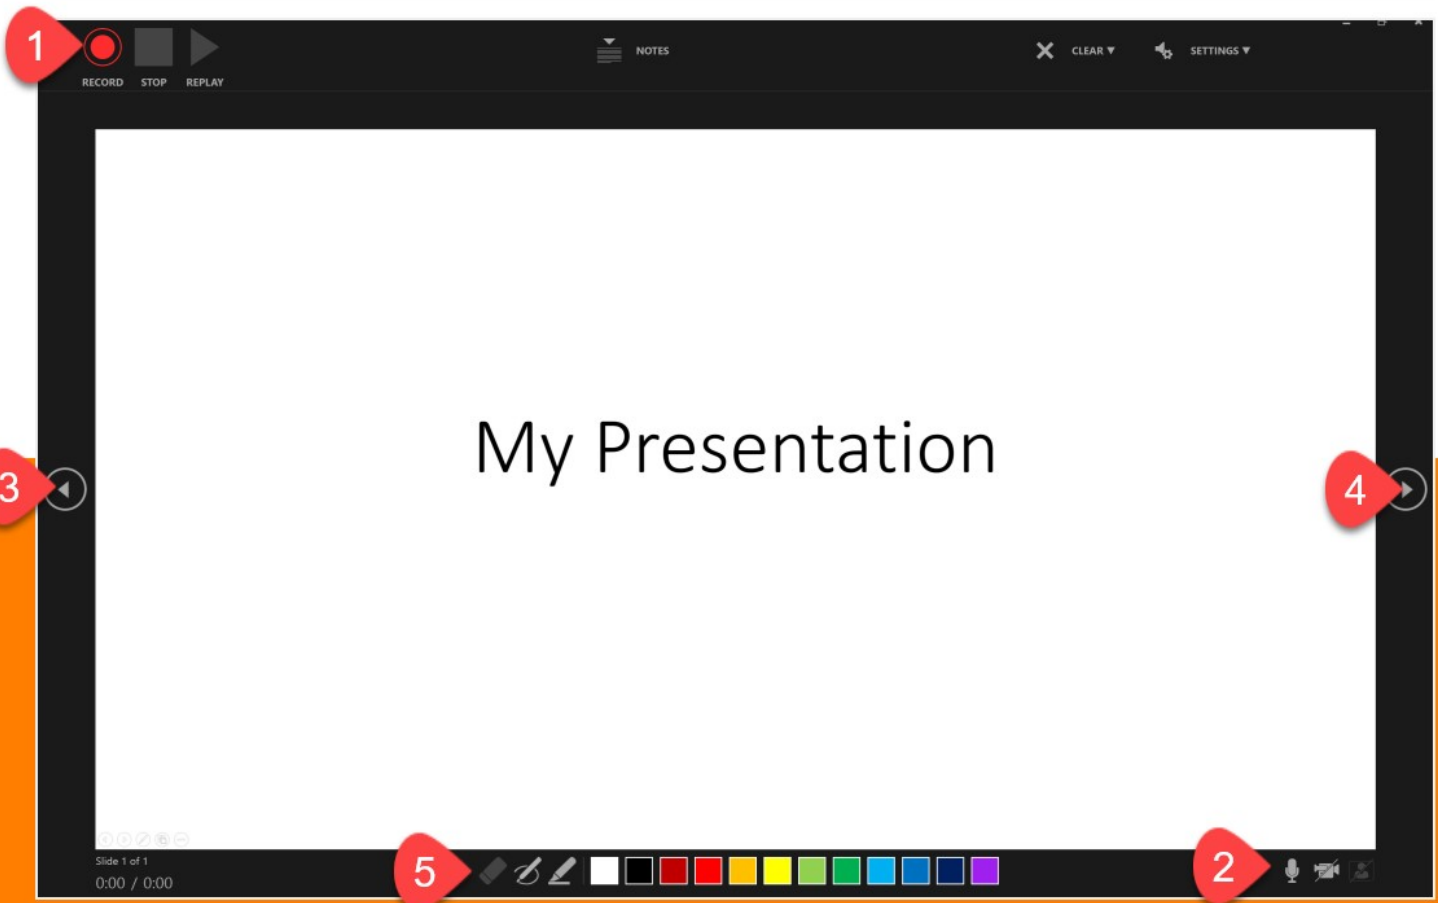 1
RECORD STOP REPLAY
NOTES
CLEAR
SETTINGS
My Presentation
3
4
Slide 1 of 1
0:00 / 0:00
5
2